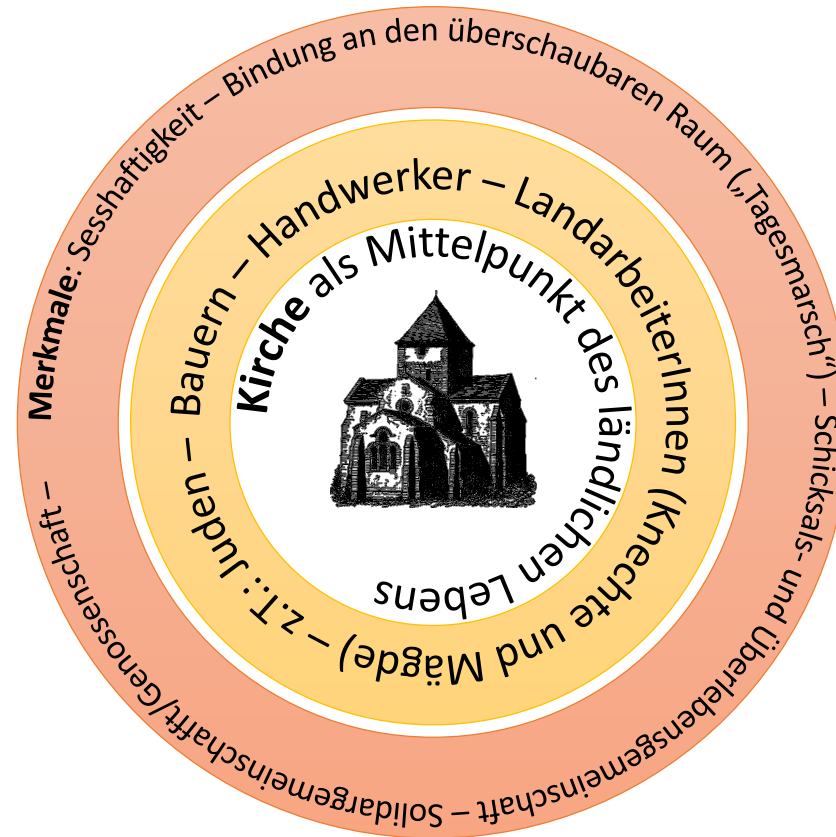 Merkmale: Sesshaftigkeit – Bindung an den überschaubaren Raum („Tagesmarsch“) – Schicksals- und Überlebensgemeinschaft – Solidargemeinschafft/Genossenschaft –
Bauern – Handwerker – LandarbeiterInnen (Knechte und Mägde) – z.T.: Juden –
Kirche als Mittelpunkt des ländlichen Lebens